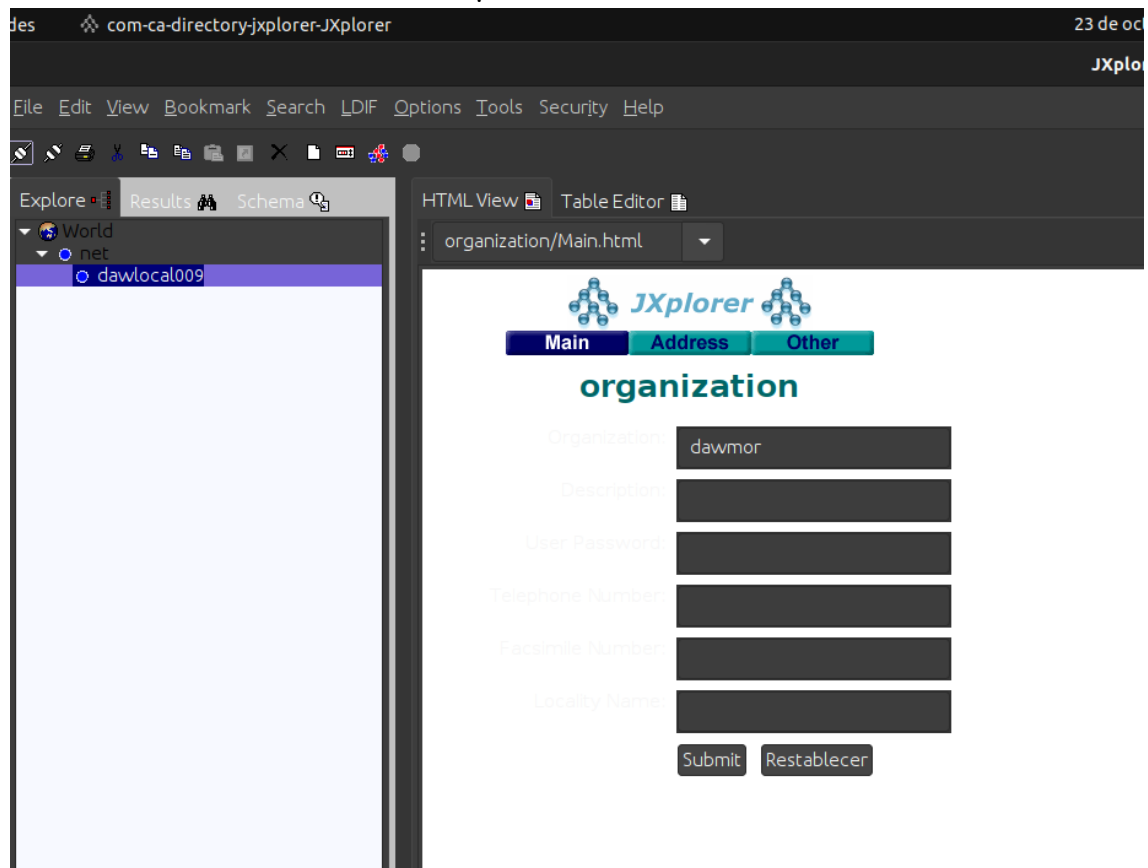 des com-ca-directory-jxplorer-JXplorer 23 de oct
JXplor
File Edit View Bookmark Search LDIF Options Tools Security Help
Explore Results Schema
HTML View Table Editor
World
net
dawlocal009
organization/Main.html
JXplorer
Main Address Other
organization
Organization: dawmor
Description:
User Password:
Telephone Number:
Facsimile Number:
Locality Name:
Submit Restablecer